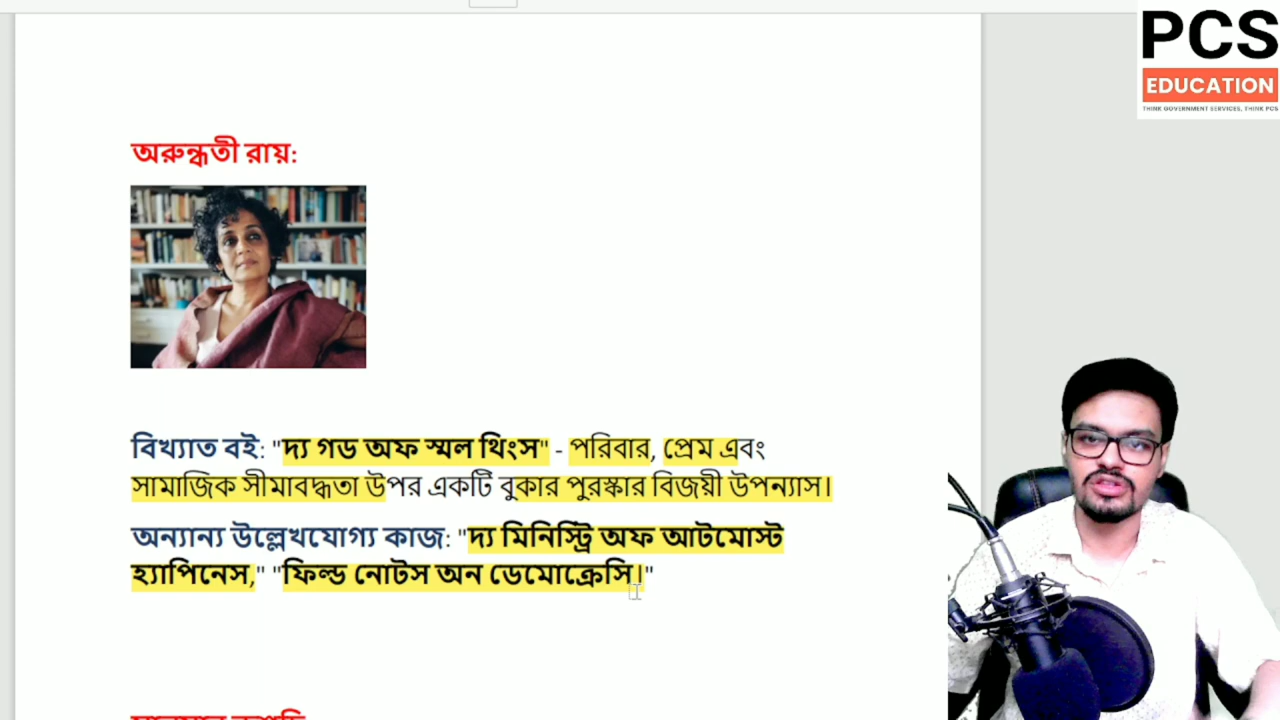 PCS
EDUCATION
THINK GOVERNMENT SERVICES, THINK PCS
অরুন্ধতী রায়:
বিখ্যাত বই: "দ্য গড অফ স্মল থিংস" - পরিবার, প্রেম এবং
সামাজিক সীমাবদ্ধতা উপর একটি বুকার পুরস্কার বিজয়ী উপন্যাস।
অন্যান্য উল্লেখযোগ্য কাজ: "দ্য মিনিস্ট্রি অফ আটমোস্ট
হ্যাপিনেস," "ফিল্ড নোটস অন ডেমোক্রেসি।"